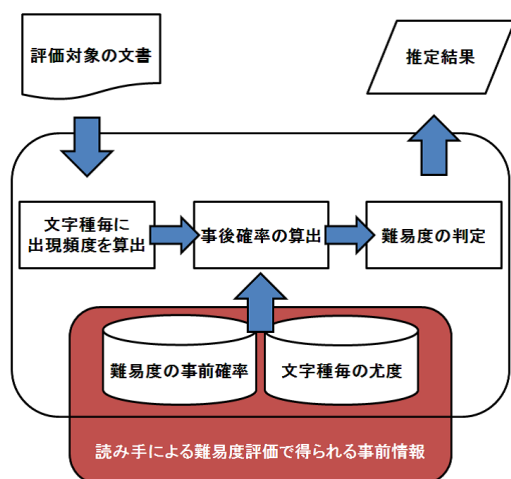 評価対象の文書
推定結果
文字種毎に
出現頻度を算出
事後確率の算出
難易度の判定
難易度の事前確率
文字種毎の尤度
読み手による難易度評価で得られる事前情報